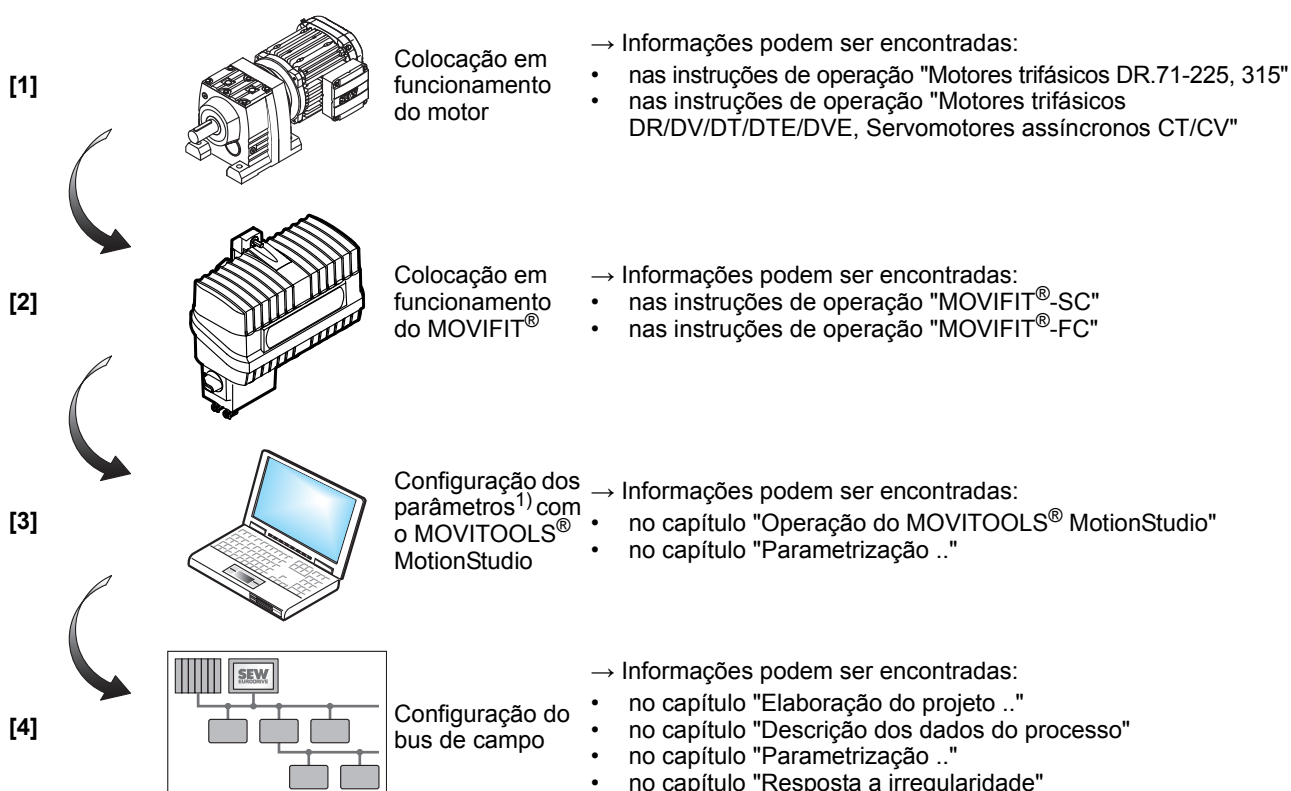 [1]
Colocação em
funcionamento
do motor
→ Informações podem ser encontradas:
• nas instruções de operação "Motores trifásicos DR.71-225, 315"
• nas instruções de operação "Motores trifásicos
DR/DV/DT/DTE/DVE, Servomotores assíncronos CT/CV"
[2]
Colocação em
funcionamento
do MOVIFIT®
→ Informações podem ser encontradas:
• nas instruções de operação "MOVIFIT®-SC"
• nas instruções de operação "MOVIFIT®-FC"
[3]
Configuração dos
parâmetros1) com
o MOVITOOLS®
MotionStudio
→ Informações podem ser encontradas:
• no capítulo "Operação do MOVITOOLS® MotionStudio"
• no capítulo "Parametrização .."
[4]
SEW
EURODRIVE
Configuração do
bus de campo
→ Informações podem ser encontradas:
• no capítulo "Elaboração do projeto .."
• no capítulo "Descrição dos dados do processo"
• no capítulo "Parametrização .."
• no capítulo "Resposta a irregularidade"